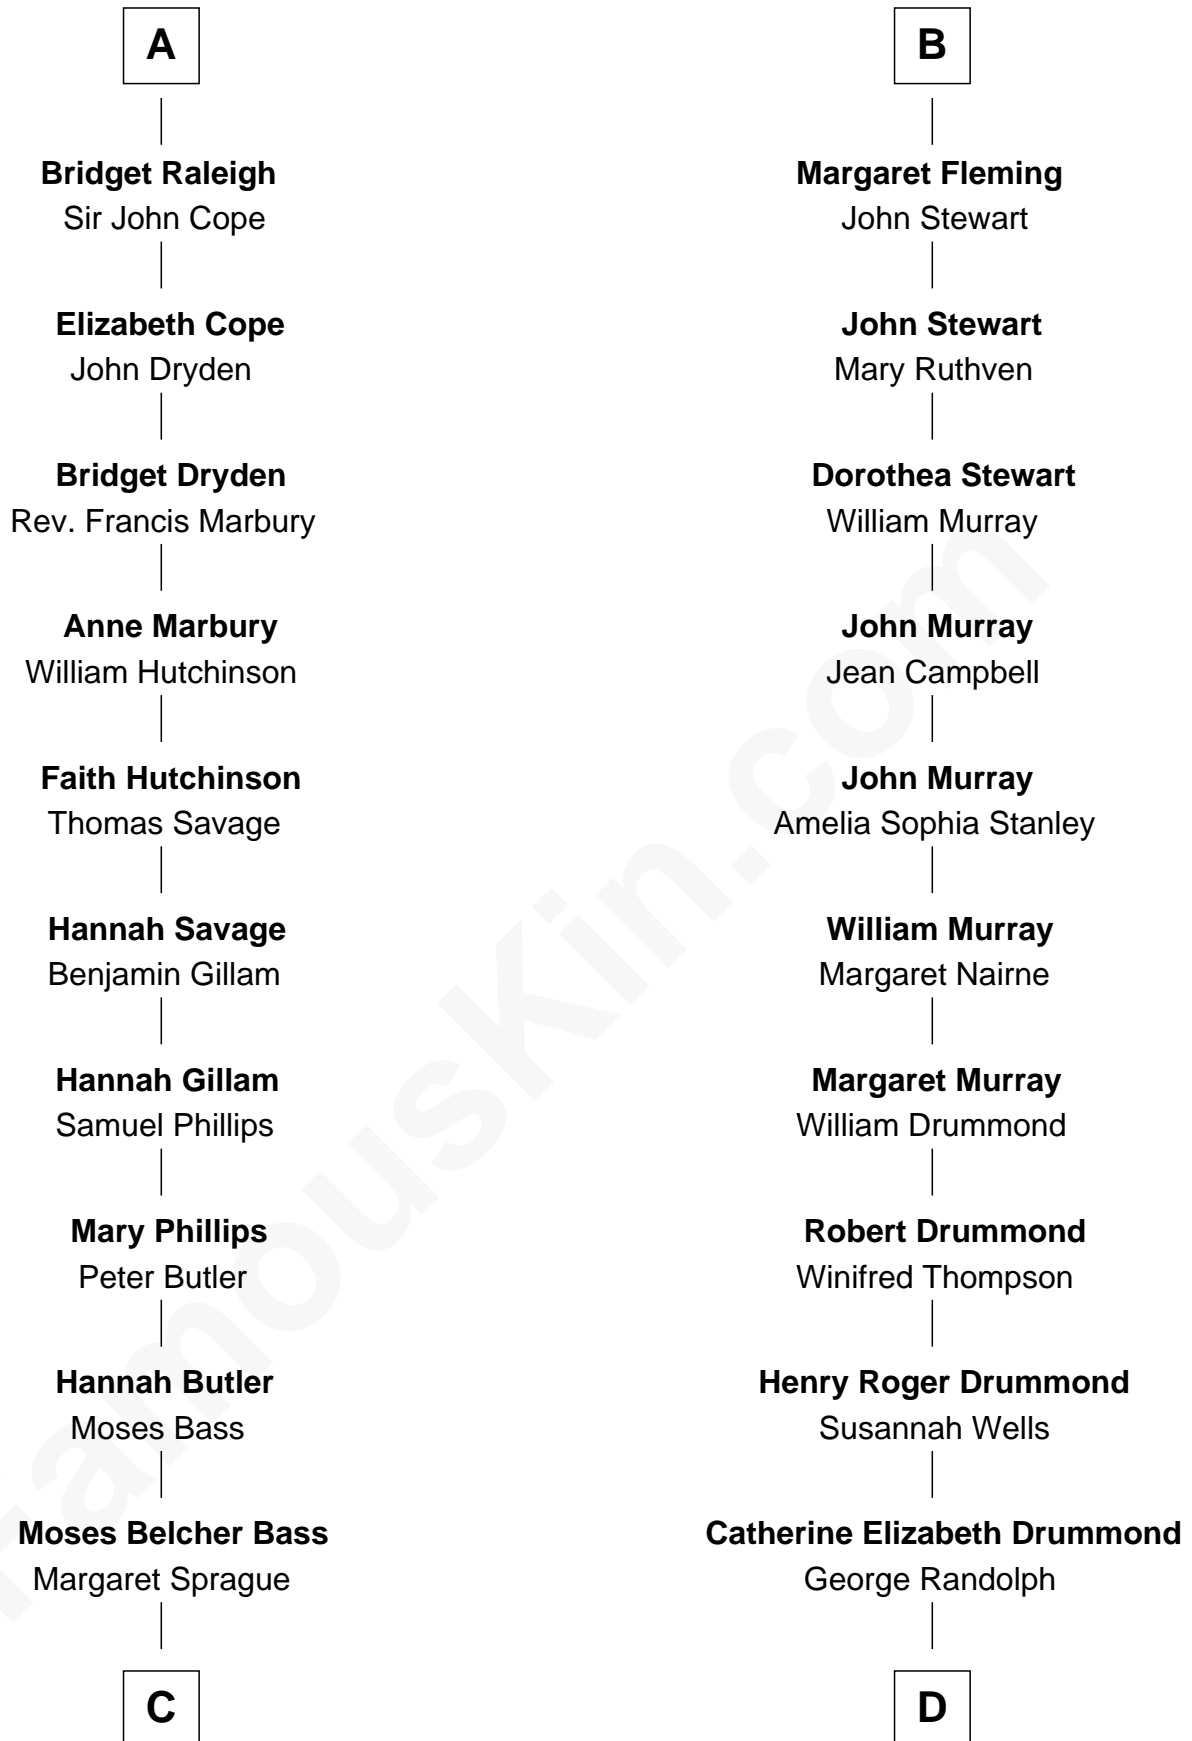 A
Bridget Raleigh
Sir John Cope
Elizabeth Cope
John Dryden
Bridget Dryden
Rev. Francis Marbury
Anne Marbury
William Hutchinson
Faith Hutchinson
Thomas Savage
Hannah Savage
Benjamin Gillam
Hannah Gillam
Samuel Phillips
Mary Phillips
Peter Butler
Hannah Butler
Moses Bass
Moses Belcher Bass
Margaret Sprague
C
B
Margaret Fleming
John Stewart
John Stewart
Mary Ruthven
Dorothea Stewart
William Murray
John Murray
Jean Campbell
John Murray
Amelia Sophia Stanley
William Murray
Margaret Nairne
Margaret Murray
William Drummond
Robert Drummond
Winifred Thompson
Henry Roger Drummond
Susannah Wells
Catherine Elizabeth Drummond
George Randolph
D
FamousKin.com